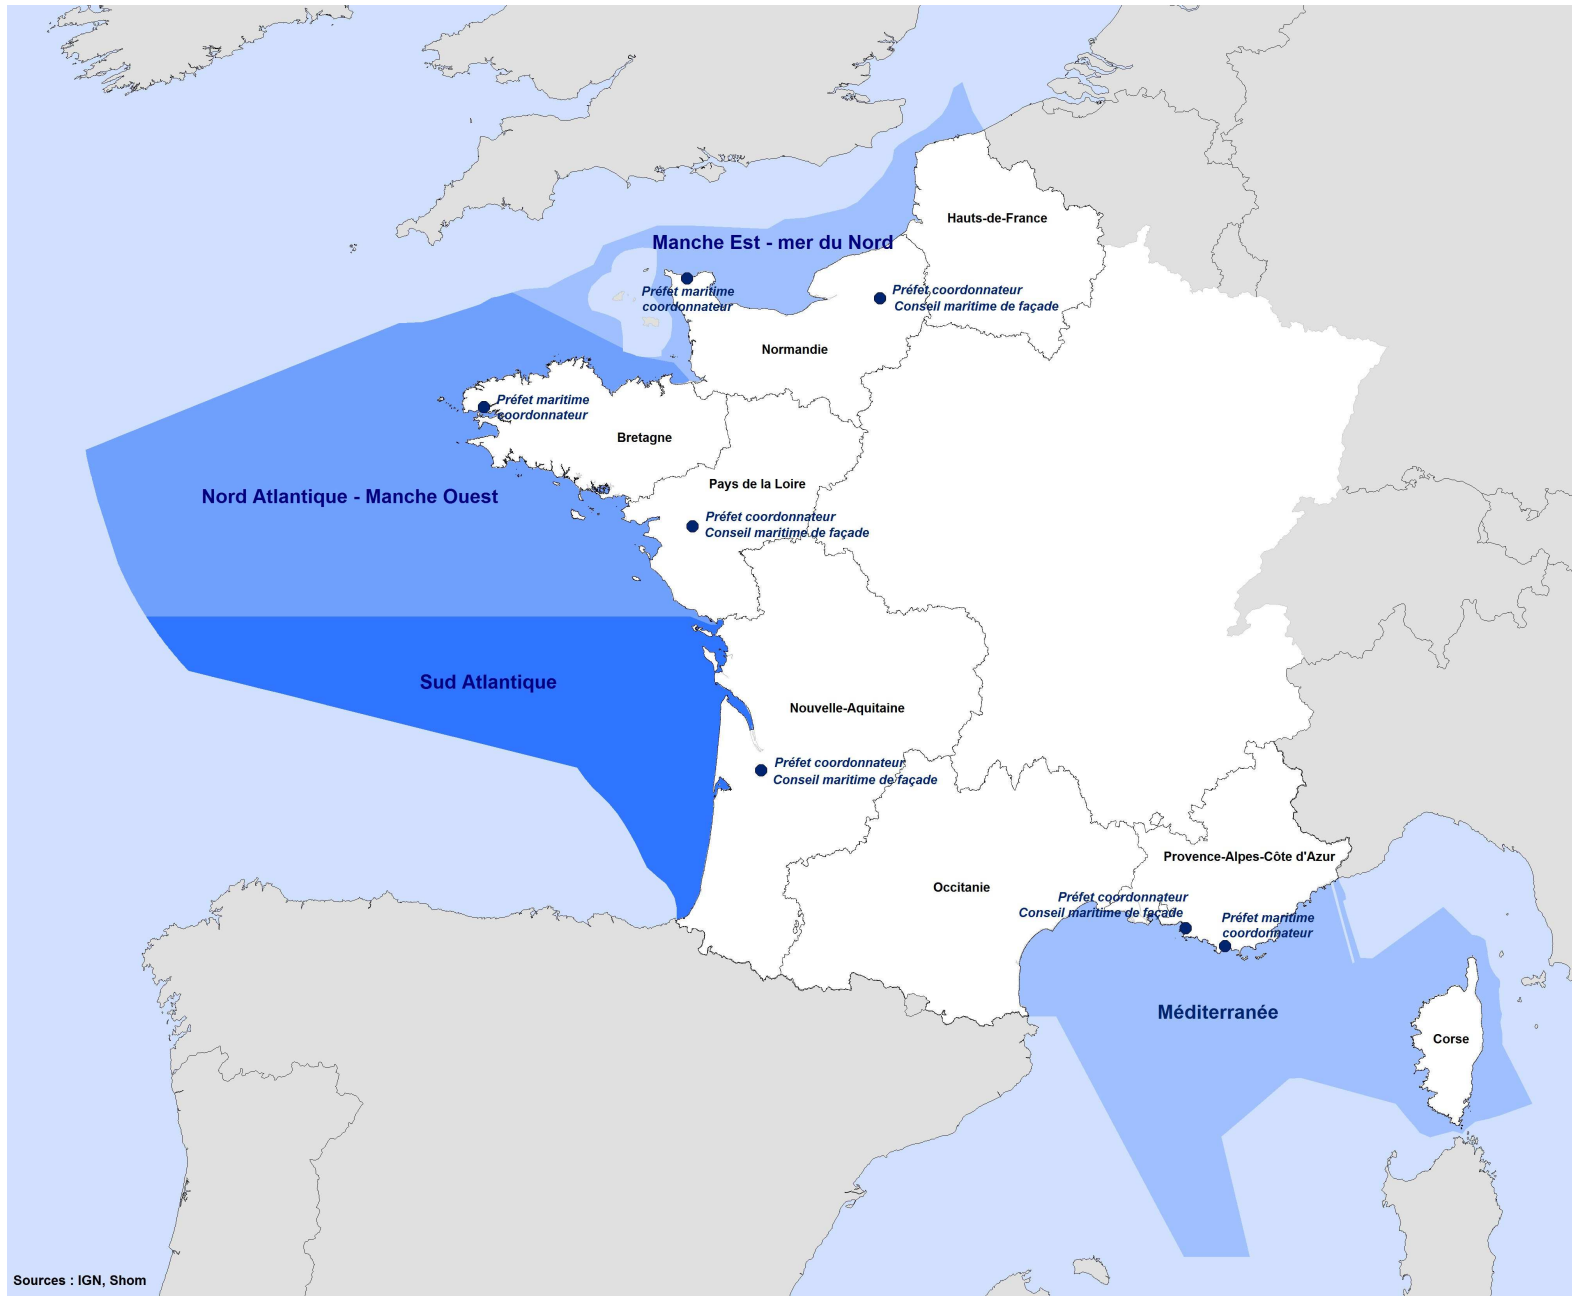 Hauts-de-France
Manche Est - mer du Nord
Préfet maritime
coordonnateur
Préfet coordonnateur
Conseil maritime de façade
Normandie
Préfet maritime
coordonnateur
Bretagne
Pays de la Loire
Nord Atlantique - Manche Ouest
Préfet coordonnateur
Conseil maritime de façade
Sud Atlantique
Nouvelle-Aquitaine
Préfet coordonnateur
Conseil maritime de façade
Provence-Alpes-Côte d'Azur
Occitanie
Préfet coordonnateur
Conseil maritime de façade
Préfet maritime
coordonnateur
Méditerranée
Corse
Sources : IGN, Shom